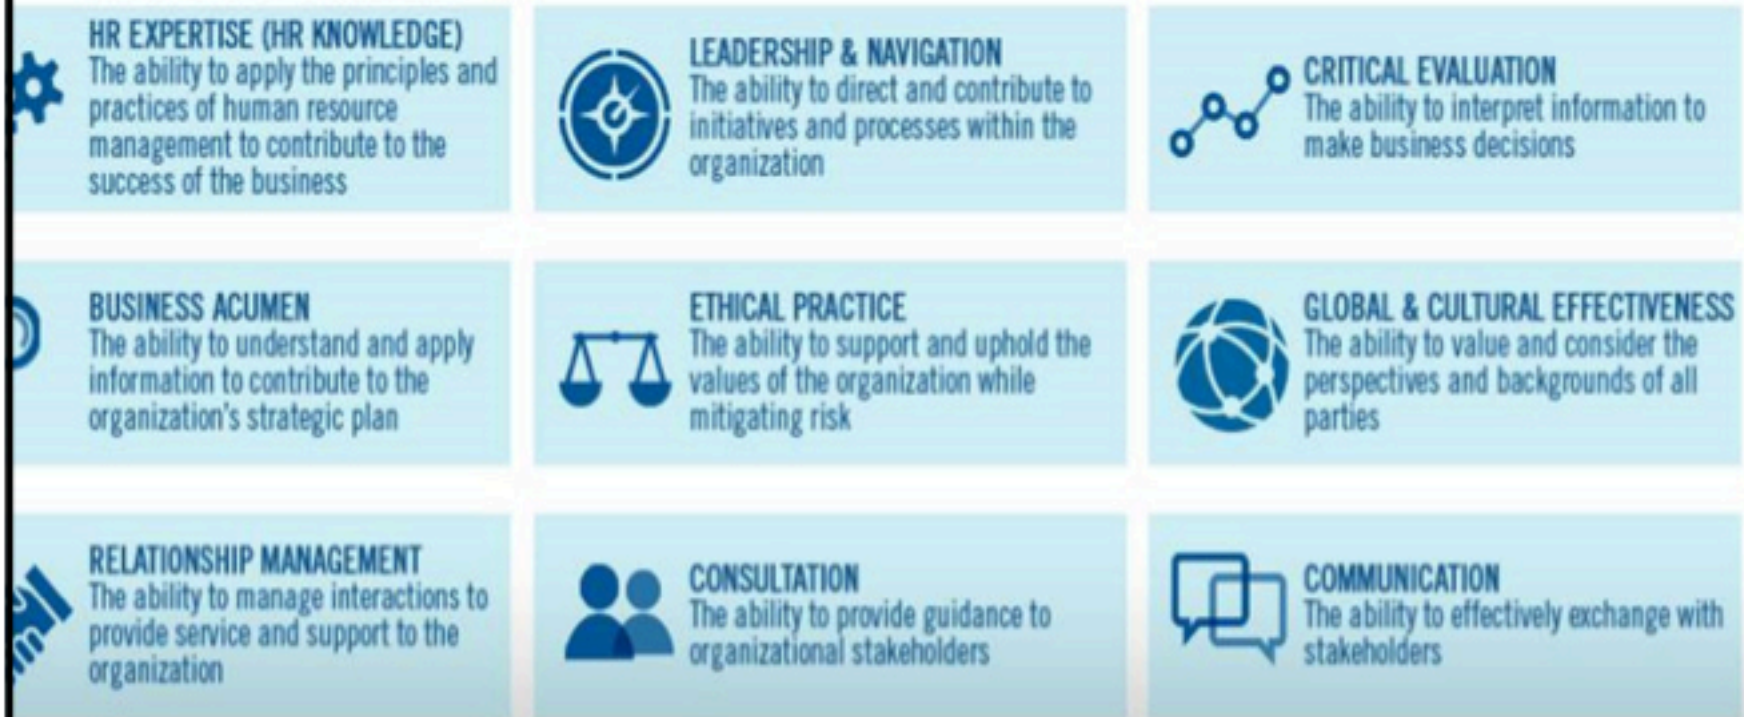 HR EXPERTISE (HR KNOWLEDGE)
The ability to apply the principles and
practices of human resource
management to contribute to the
success of the business
LEADERSHIP & NAVIGATION
The ability to direct and contribute to
initiatives and processes within the
organization
CRITICAL EVALUATION
The ability to interpret information to
make business decisions
BUSINESS ACUMEN
The ability to understand and apply
information to contribute to the
organization's strategic plan
ETHICAL PRACTICE
The ability to support and uphold the
values of the organization while
mitigating risk
GLOBAL & CULTURAL EFFECTIVENESS
The ability to value and consider the
perspectives and backgrounds of all
parties
RELATIONSHIP MANAGEMENT
The ability to manage interactions to
provide service and support to the
organization
CONSULTATION
The ability to provide guidance to
organizational stakeholders
COMMUNICATION
The ability to effectively exchange with
stakeholders